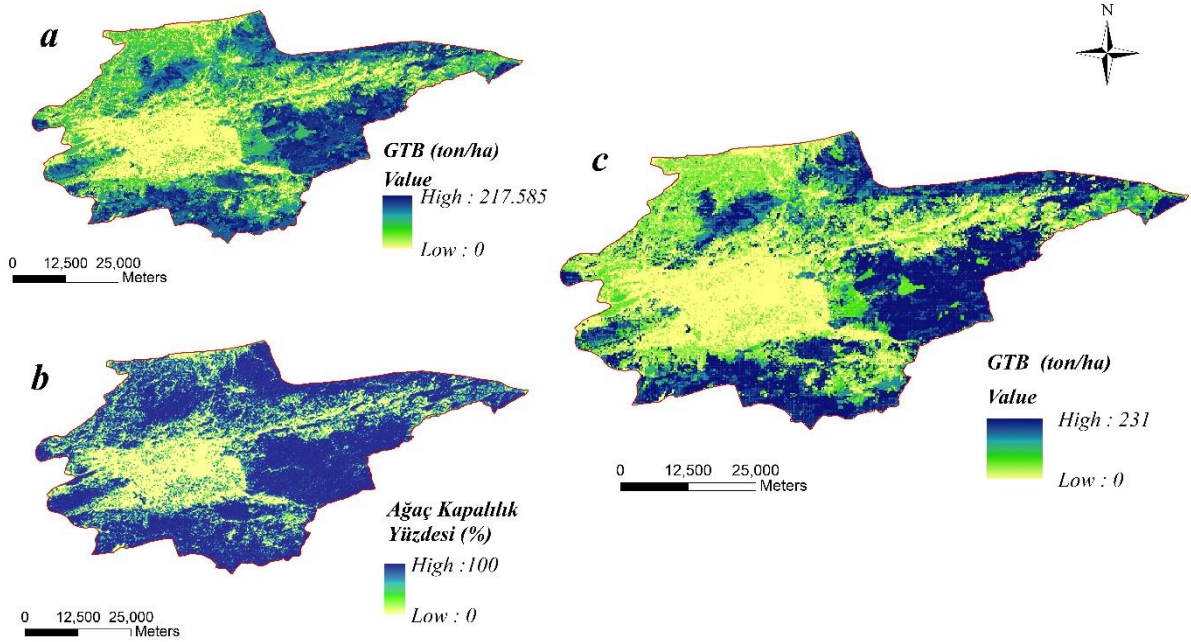 a
GTB (ton/ha)
Value
High : 217.585
Low : 0
0 12,500 25,000
Meters
b
Ağaç Kapalılık
Yüzdesi (%)
High :100
Low : 0
0 12,500 25,000
Meters
N
c
GTB (ton/ha)
Value
High : 231
Low : 0
0 12,500 25,000
Meters